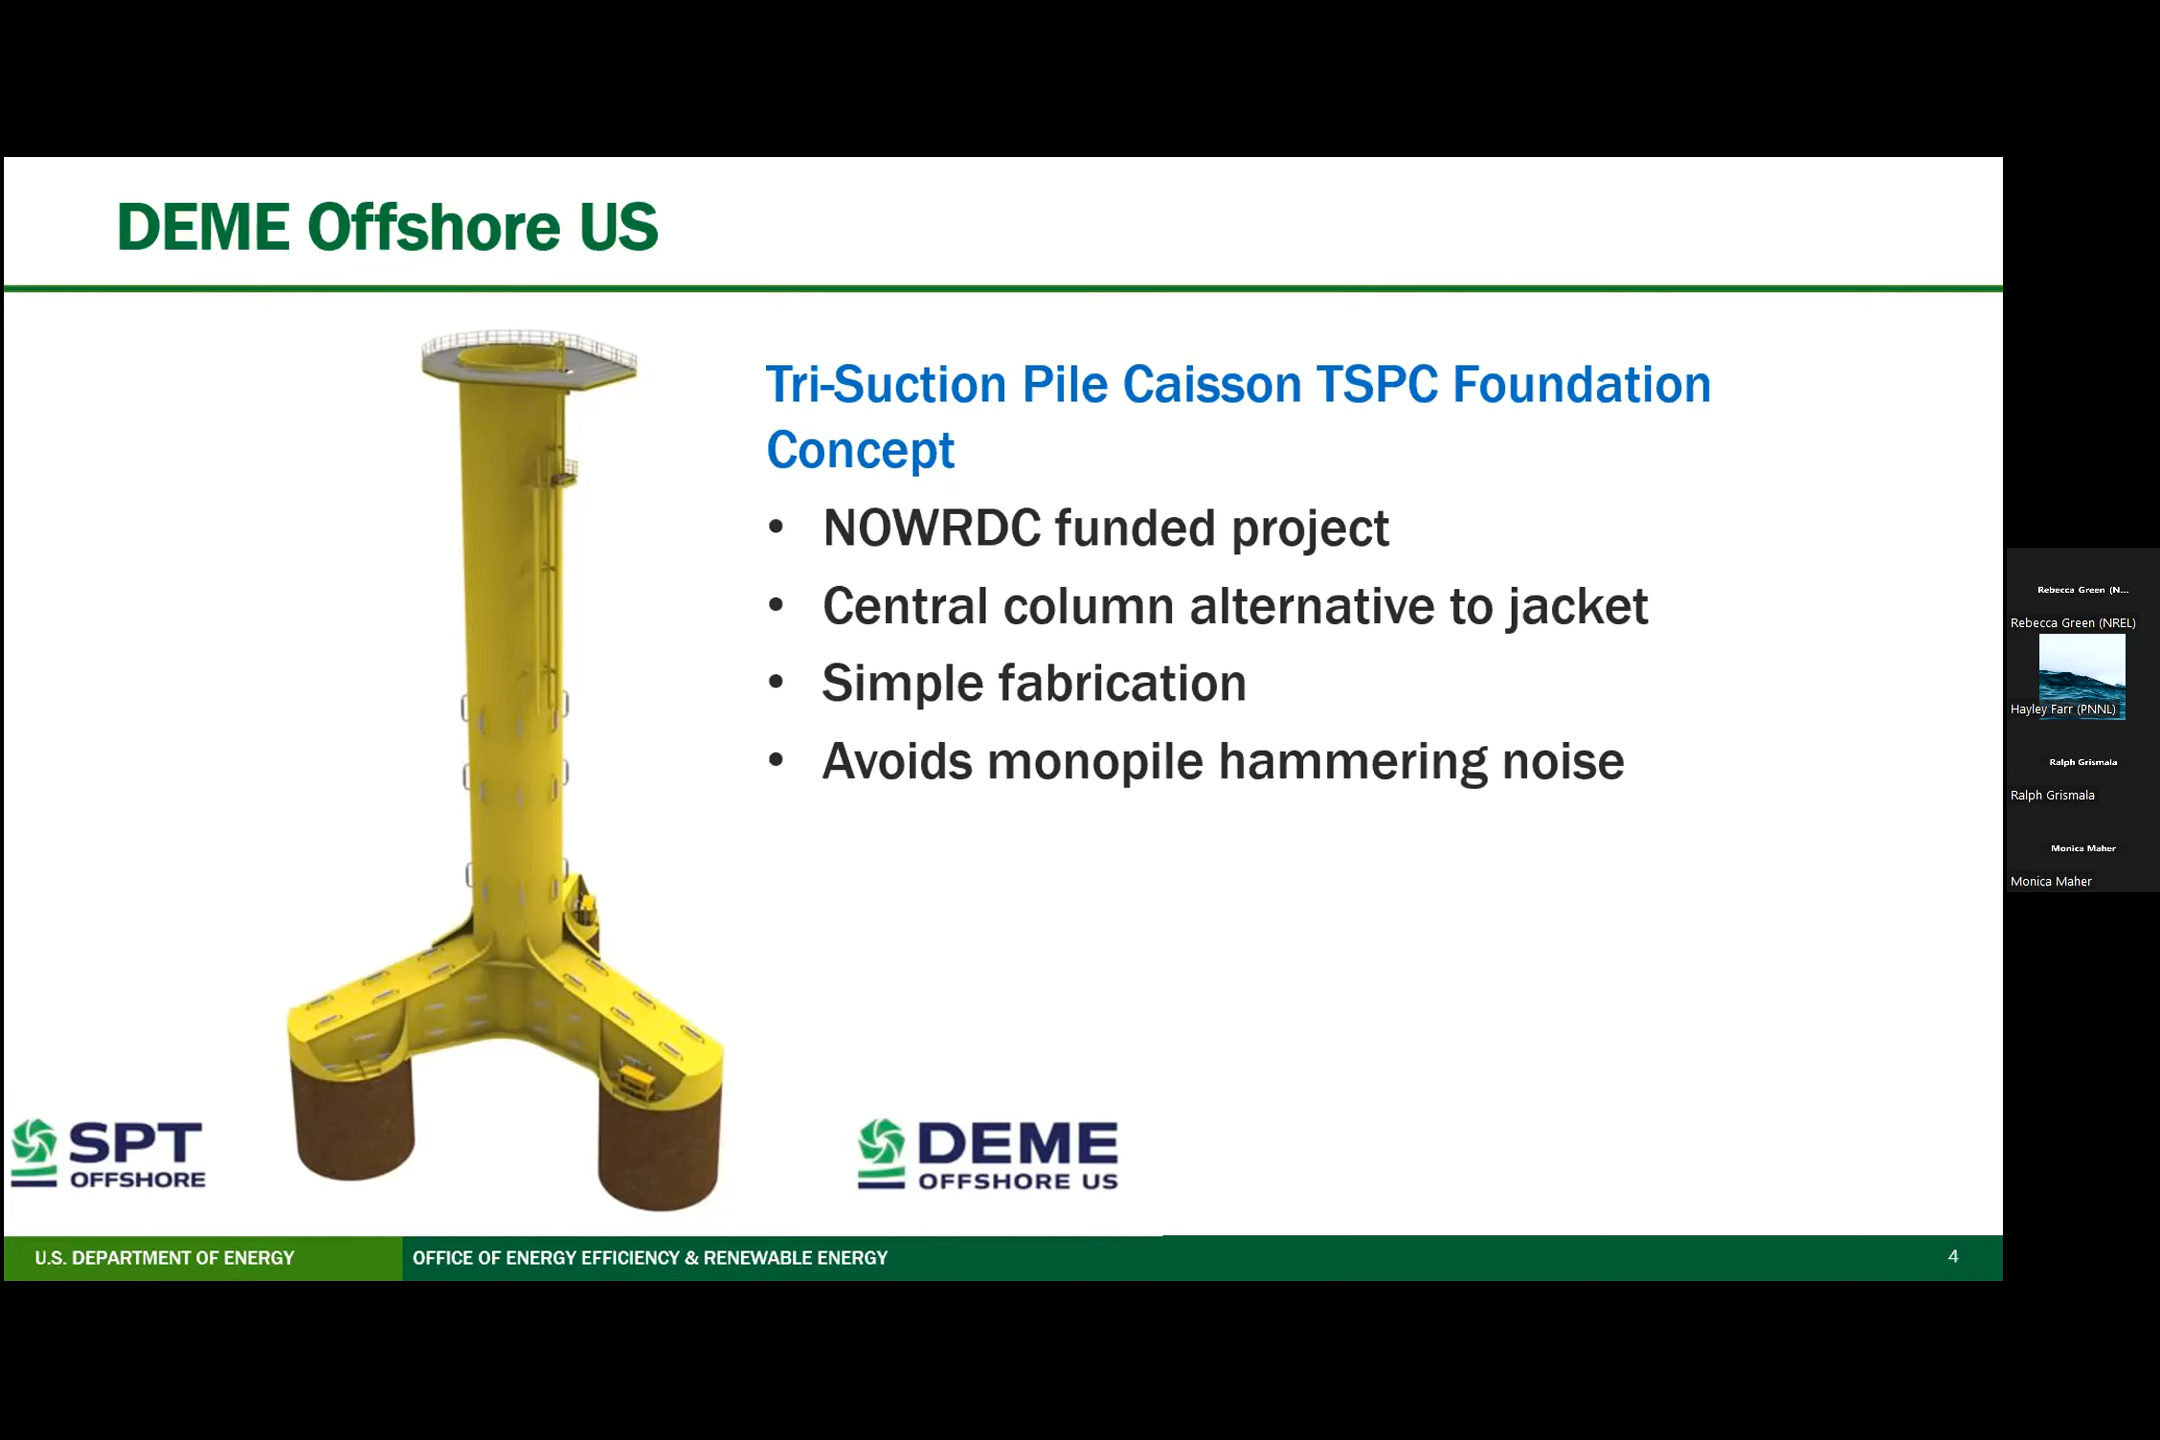 DEME Offshore US
Tri-Suction Pile Caisson TSPC Foundation
Concept
• NOWRDC funded project
• Central column alternative to jacket
• Simple fabrication
• Avoids monopile hammering noise
SPT
OFFSHORE
DEME
OFFSHORE US
U.S. DEPARTMENT OF ENERGY
OFFICE OF ENERGY EFFICIENCY & RENEWABLE ENERGY
4
Rebecca Green (N...
Rebecca Green (NREL)
Hayley Farr (PNNL)
Ralph Grismala
Ralph Grismala
Monica Maher
Monica Maher